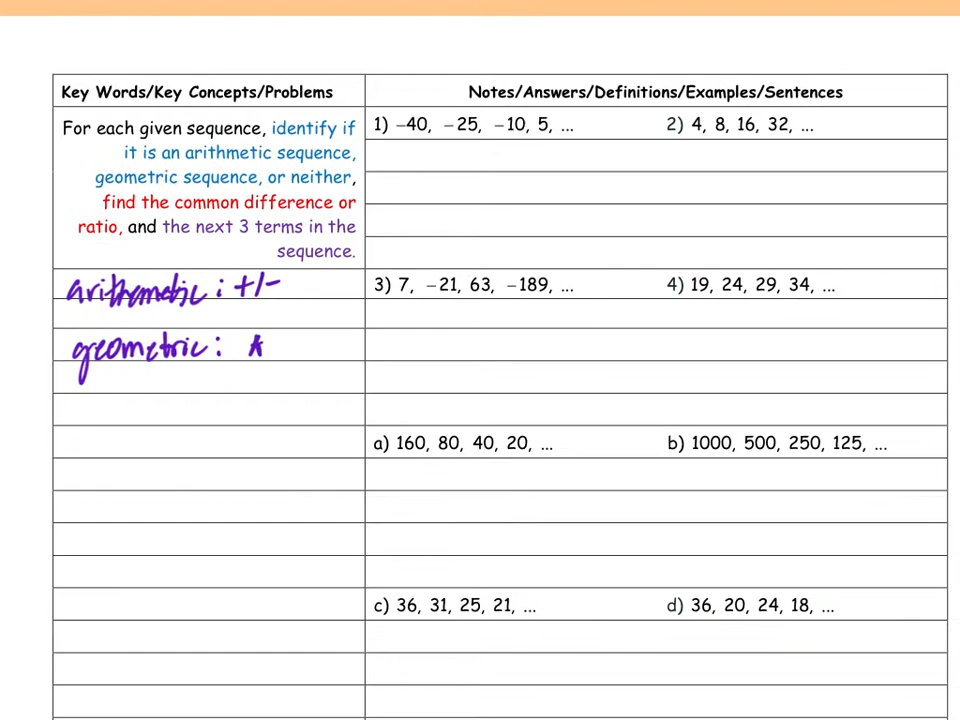 Key Words/Key Concepts/Problems
Notes/Answers/Definitions/Examples/Sentences
For each given sequence, identify if
it is an arithmetic sequence,
geometric sequence, or neither,
find the common difference or
ratio, and the next 3 terms in the
sequence.
1) −40, −25, −10, 5, ...
2) 4, 8, 16, 32, ...
arithmetic : +/-
3) 7, −21, 63, −189, ...
4) 19, 24, 29, 34, ...
geometric : *
a) 160, 80, 40, 20, ...
b) 1000, 500, 250, 125, ...
c) 36, 31, 25, 21, ...
d) 36, 20, 24, 18, ...